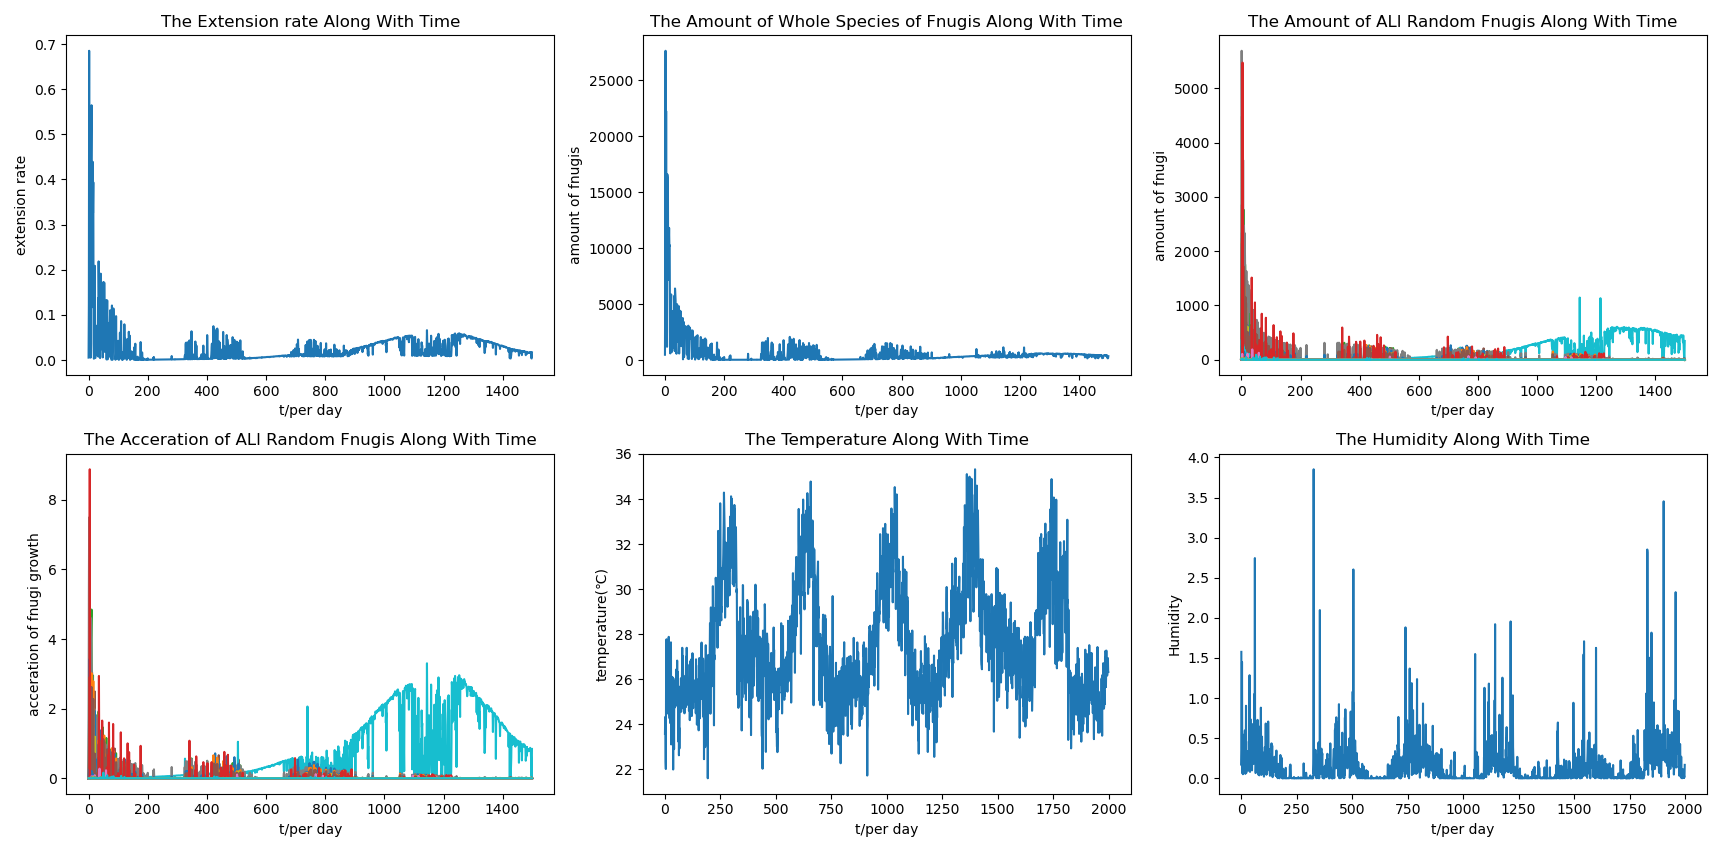 The Extension rate Along With Time
0.7
0.6
0.5
0.4
0.3
0.2
0.1
0.0
extension rate
0 200 400 600 800 1000 1200 1400
t/per day
The Amount of Whole Species of Fnugis Along With Time
25000
20000
15000
10000
5000
0
amount of fnugis
0 200 400 600 800 1000 1200 1400
t/per day
The Amount of ALl Random Fnugis Along With Time
5000
4000
3000
2000
1000
0
amount of fnugi
0 200 400 600 800 1000 1200 1400
t/per day
The Acceration of ALl Random Fnugis Along With Time
8
6
4
2
0
acceration of fnugi growth
0 200 400 600 800 1000 1200 1400
t/per day
The Temperature Along With Time
36
34
32
30
28
26
24
22
temperature(℃)
0 250 500 750 1000 1250 1500 1750 2000
t/per day
The Humidity Along With Time
4.0
3.5
3.0
2.5
2.0
1.5
1.0
0.5
0.0
Humidity
0 250 500 750 1000 1250 1500 1750 2000
t/per day